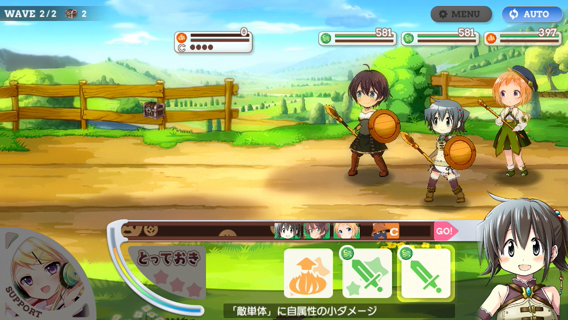 WAVE 2/2 2
MENU
AUTO
0
C
581
581
397
C
GO!
とっておき
SUPPORT
「敵単体」に自属性の小ダメージ